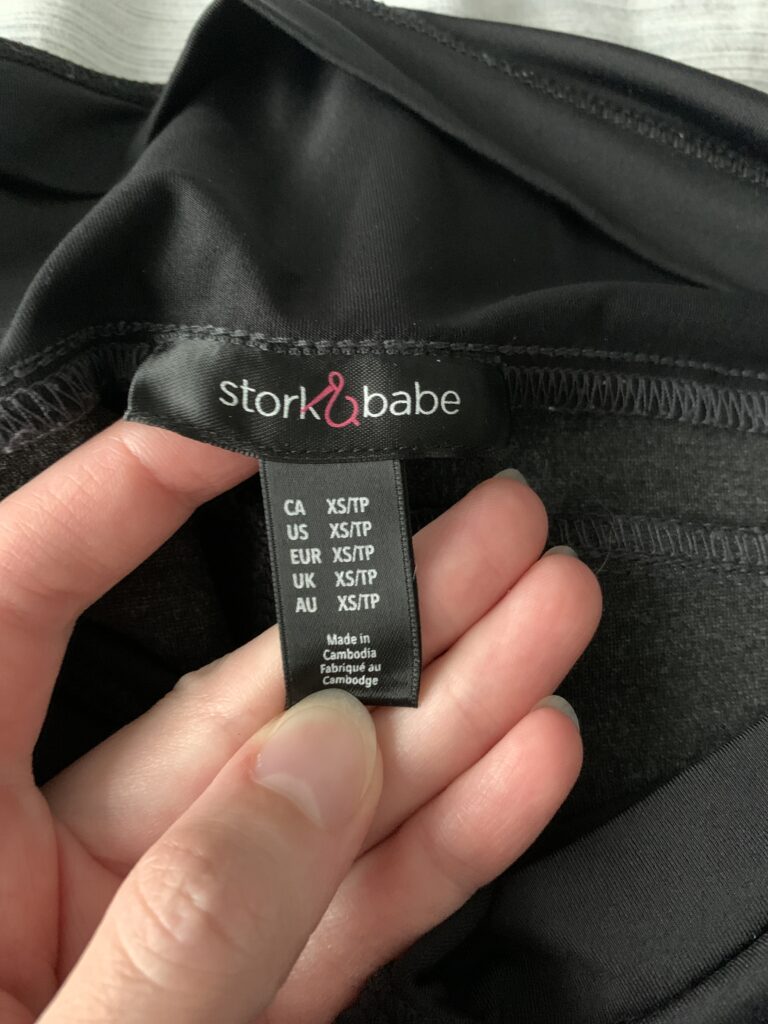 stork & babe
CA XS/TP
US XS/TP
EUR XS/TP
UK XS/TP
AU XS/TP
Made in
Cambodia
Fabriqué au
Cambodge